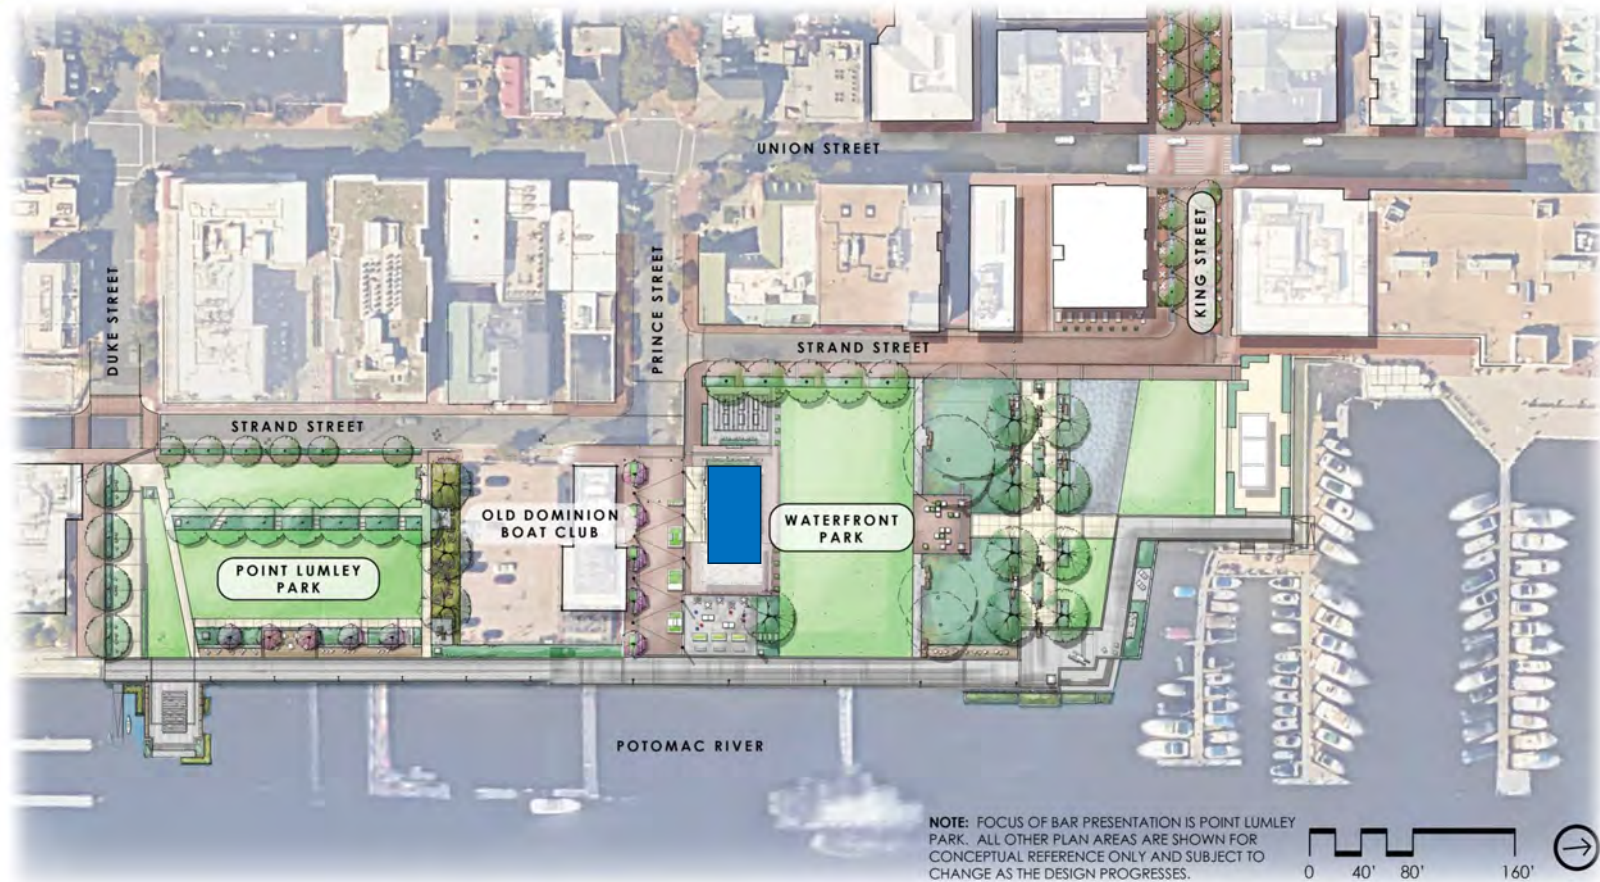 UNION STREET
KING STREET
DUKE STREET
PRINCE STREET
STRAND STREET
STRAND STREET
OLD DOMINION
BOAT CLUB
WATERFRONT
PARK
POINT LUMLEY
PARK
POTOMAC RIVER
NOTE: FOCUS OF BAR PRESENTATION IS POINT LUMLEY
PARK. ALL OTHER PLAN AREAS ARE SHOWN FOR
CONCEPTUAL REFERENCE ONLY AND SUBJECT TO
CHANGE AS THE DESIGN PROGRESSES.
0 40' 80' 160'